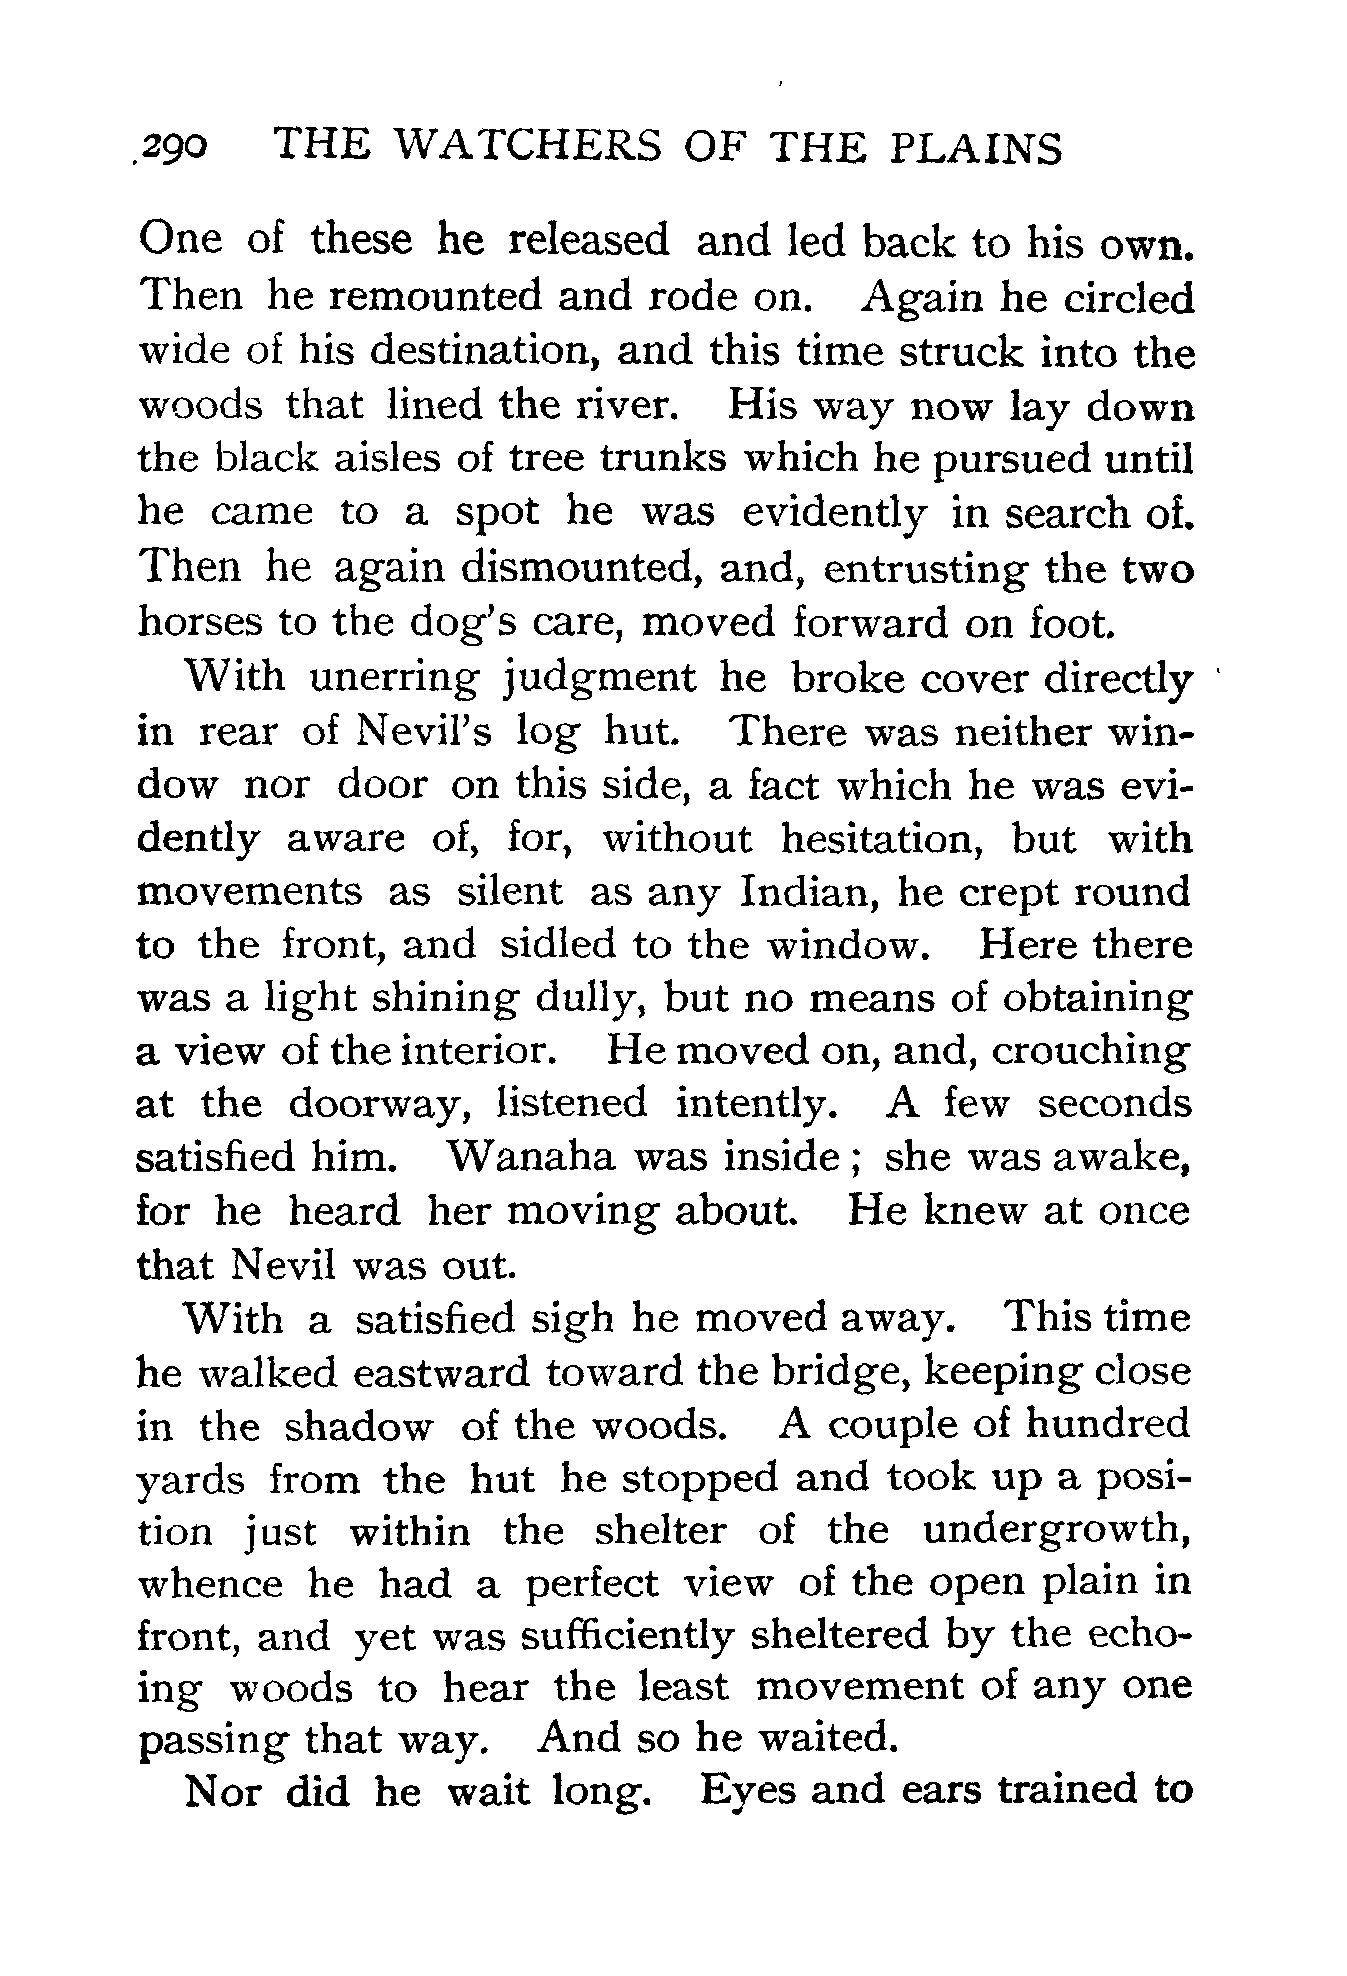 290 THE WATCHERS OF THE PLAINS
One of these he released and led back to his own.
Then he remounted and rode on. Again he circled
wide of his destination, and this time struck into the
woods that lined the river. His way now lay down
the black aisles of tree trunks which he pursued until
he came to a spot he was evidently in search of.
Then he again dismounted, and, entrusting the two
horses to the dog's care, moved forward on foot.
With unerring judgment he broke cover directly
in rear of Nevil's log hut. There was neither win-
dow nor door on this side, a fact which he was evi-
dently aware of, for, without hesitation, but with
movements as silent as any Indian, he crept round
to the front, and sidled to the window. Here there
was a light shining dully, but no means of obtaining
a view of the interior. He moved on, and, crouching
at the doorway, listened intently. A few seconds
satisfied him. Wanaha was inside; she was awake,
for he heard her moving about. He knew at once
that Nevil was out.
With a satisfied sigh he moved away. This time
he walked eastward toward the bridge, keeping close
in the shadow of the woods. A couple of hundred
yards from the hut he stopped and took up a posi-
tion just within the shelter of the undergrowth,
whence he had a perfect view of the open plain in
front, and yet was sufficiently sheltered by the echo-
ing woods to hear the least movement of any one
passing that way. And so he waited.
Nor did he wait long. Eyes and ears trained to